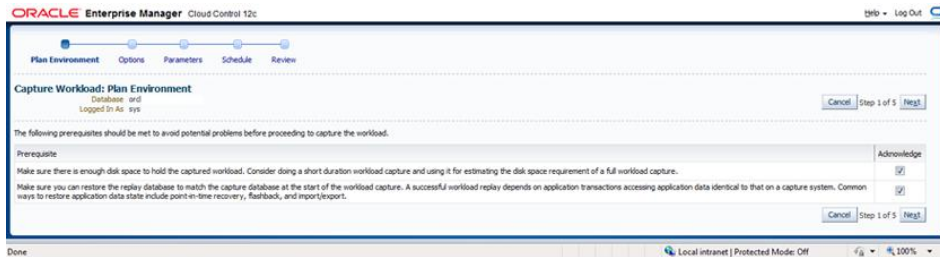 ORACLE Enterprise Manager Cloud Control 12c
Help Log Out
Plan Environment Options Parameters Schedule Review
Capture Workload: Plan Environment
Database ord
Logged In As sys
Cancel Step 1 of 5 Next
The following prerequisites should be met to avoid potential problems before proceeding to capture the workload.
Prerequisite Acknowledge
Make sure there is enough disk space to hold the captured workload. Consider doing a short duration workload capture and using it for estimating the disk space requirement of a full workload capture.
Make sure you can restore the replay database to match the capture database at the start of the workload capture. A successful workload replay depends on application transactions accessing application data identical to that on a capture system. Common
ways to restore application data state include point-in-time recovery, flashback, and import/export.
Cancel Step 1 of 5 Next
Done Local intranet | Protected Mode: Off 100%